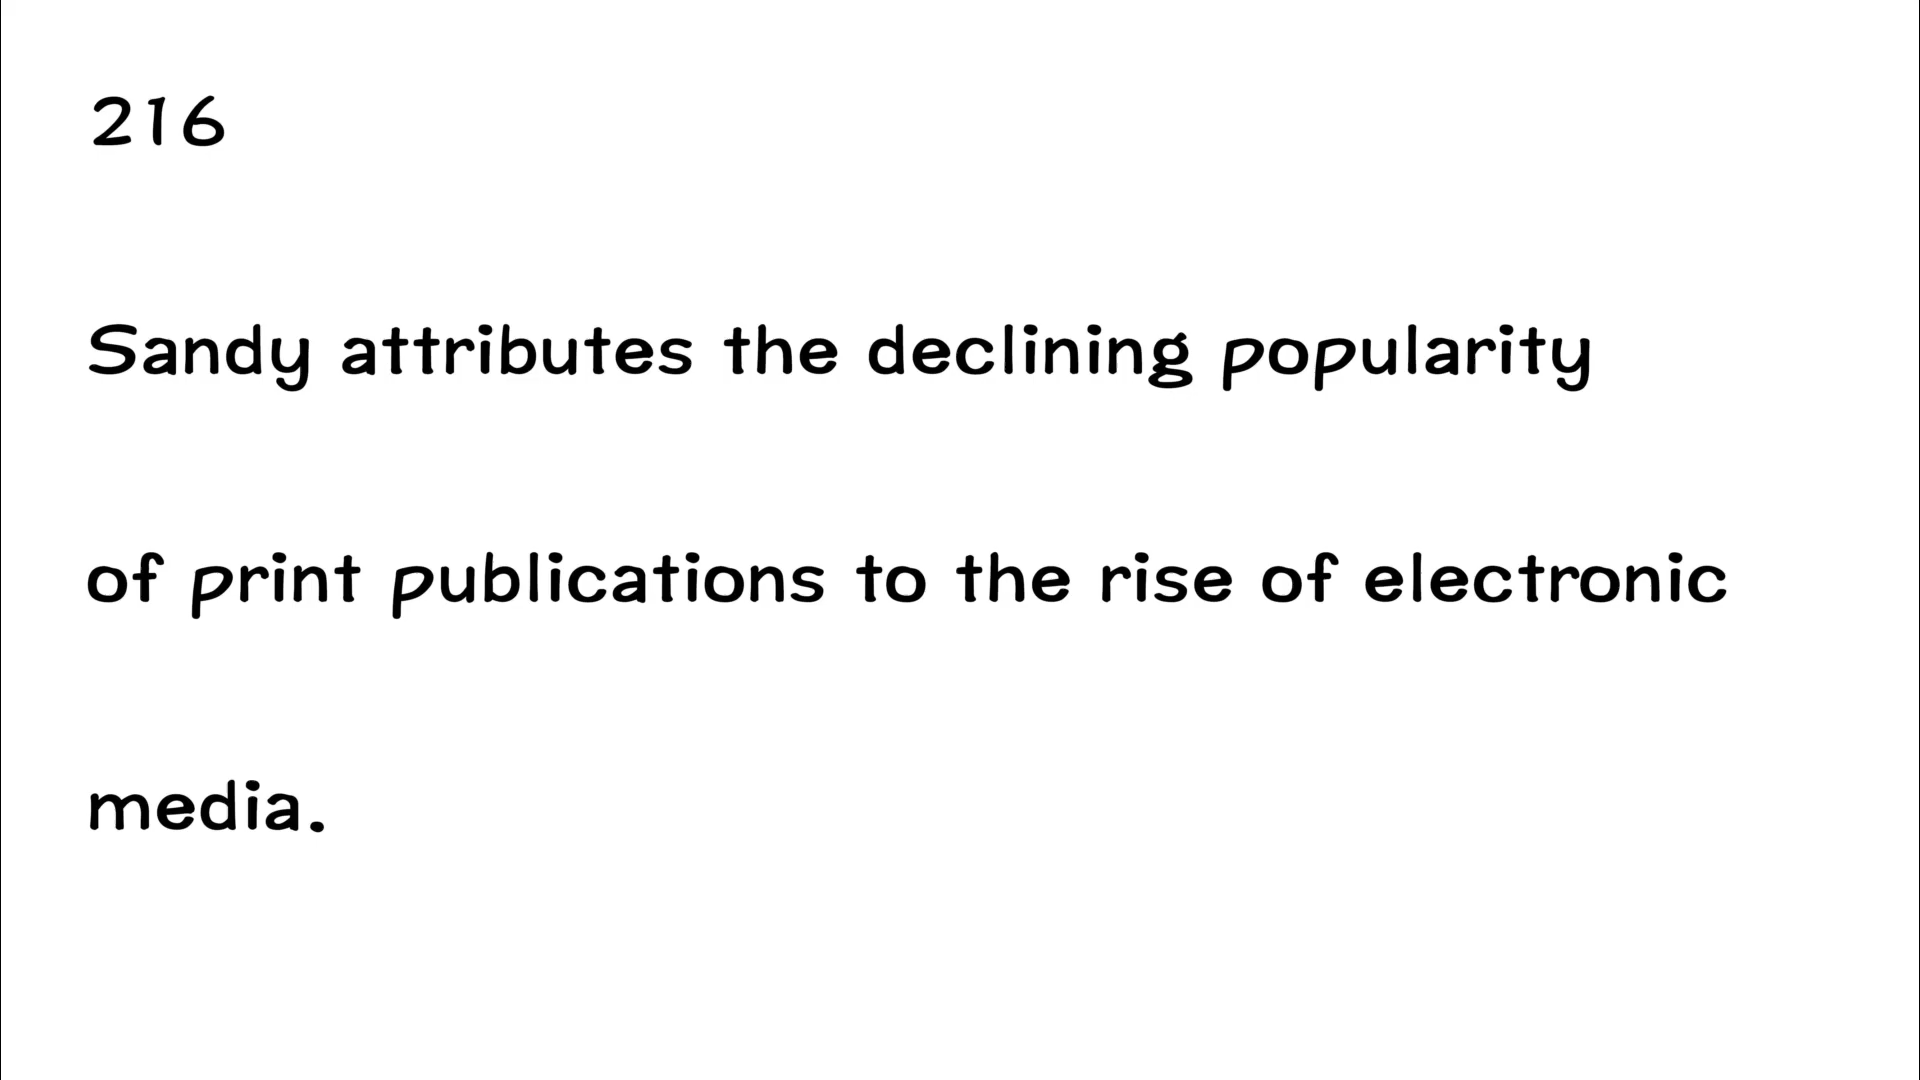 216
Sandy attributes the declining popularity
of print publications to the rise of electronic
media.